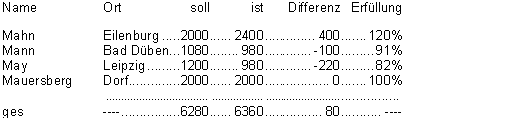 Name Ort soll ist Differenz Erfüllung
Mahn Eilenburg .....2000...... 2400............... 400........ 120%
Mann Bad Düben...1080....... 980...............-100......... 91%
May Leipzig.........1200....... 980...............-220......... 82%
Mauersberg Dorf..............2000...... 2000................... 0........ 100%
................................................................................................
ges ----................6280...... 6360................. 80........... ----